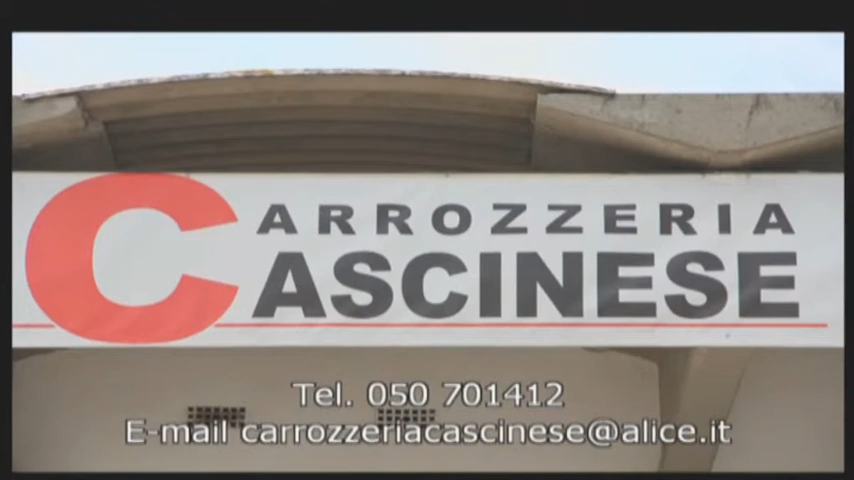 CARROZZERIA
CASCINESE
Tel. 050 701412
E-mail carrozzeriacascinese@alice.it